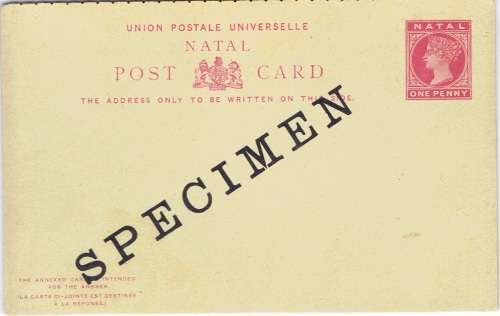 UNION POSTALE UNIVERSELLE
NATAL
POST CARD
THE ADDRESS ONLY TO BE WRITTEN ON THIS SIDE.
NATAL
ONE PENNY
SPECIMEN
(THE ANNEXED CARD IS INTENDED
FOR THE ANSWER.
(LA CARTE CI-JOINTE EST DESTINÉE
À LA RÉPONSE.)